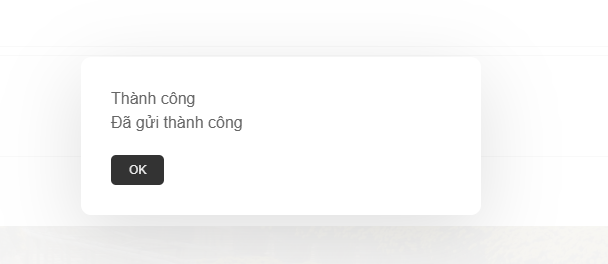 Thành công
Đã gửi thành công
OK